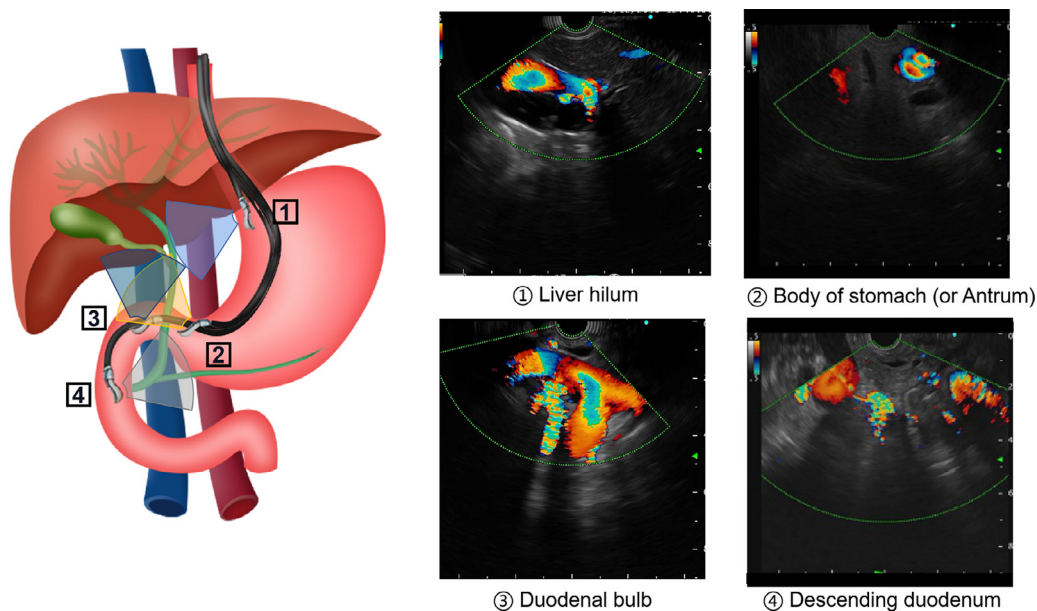 1
2
3
4
① Liver hilum
② Body of stomach (or Antrum)
③ Duodenal bulb
④ Descending duodenum